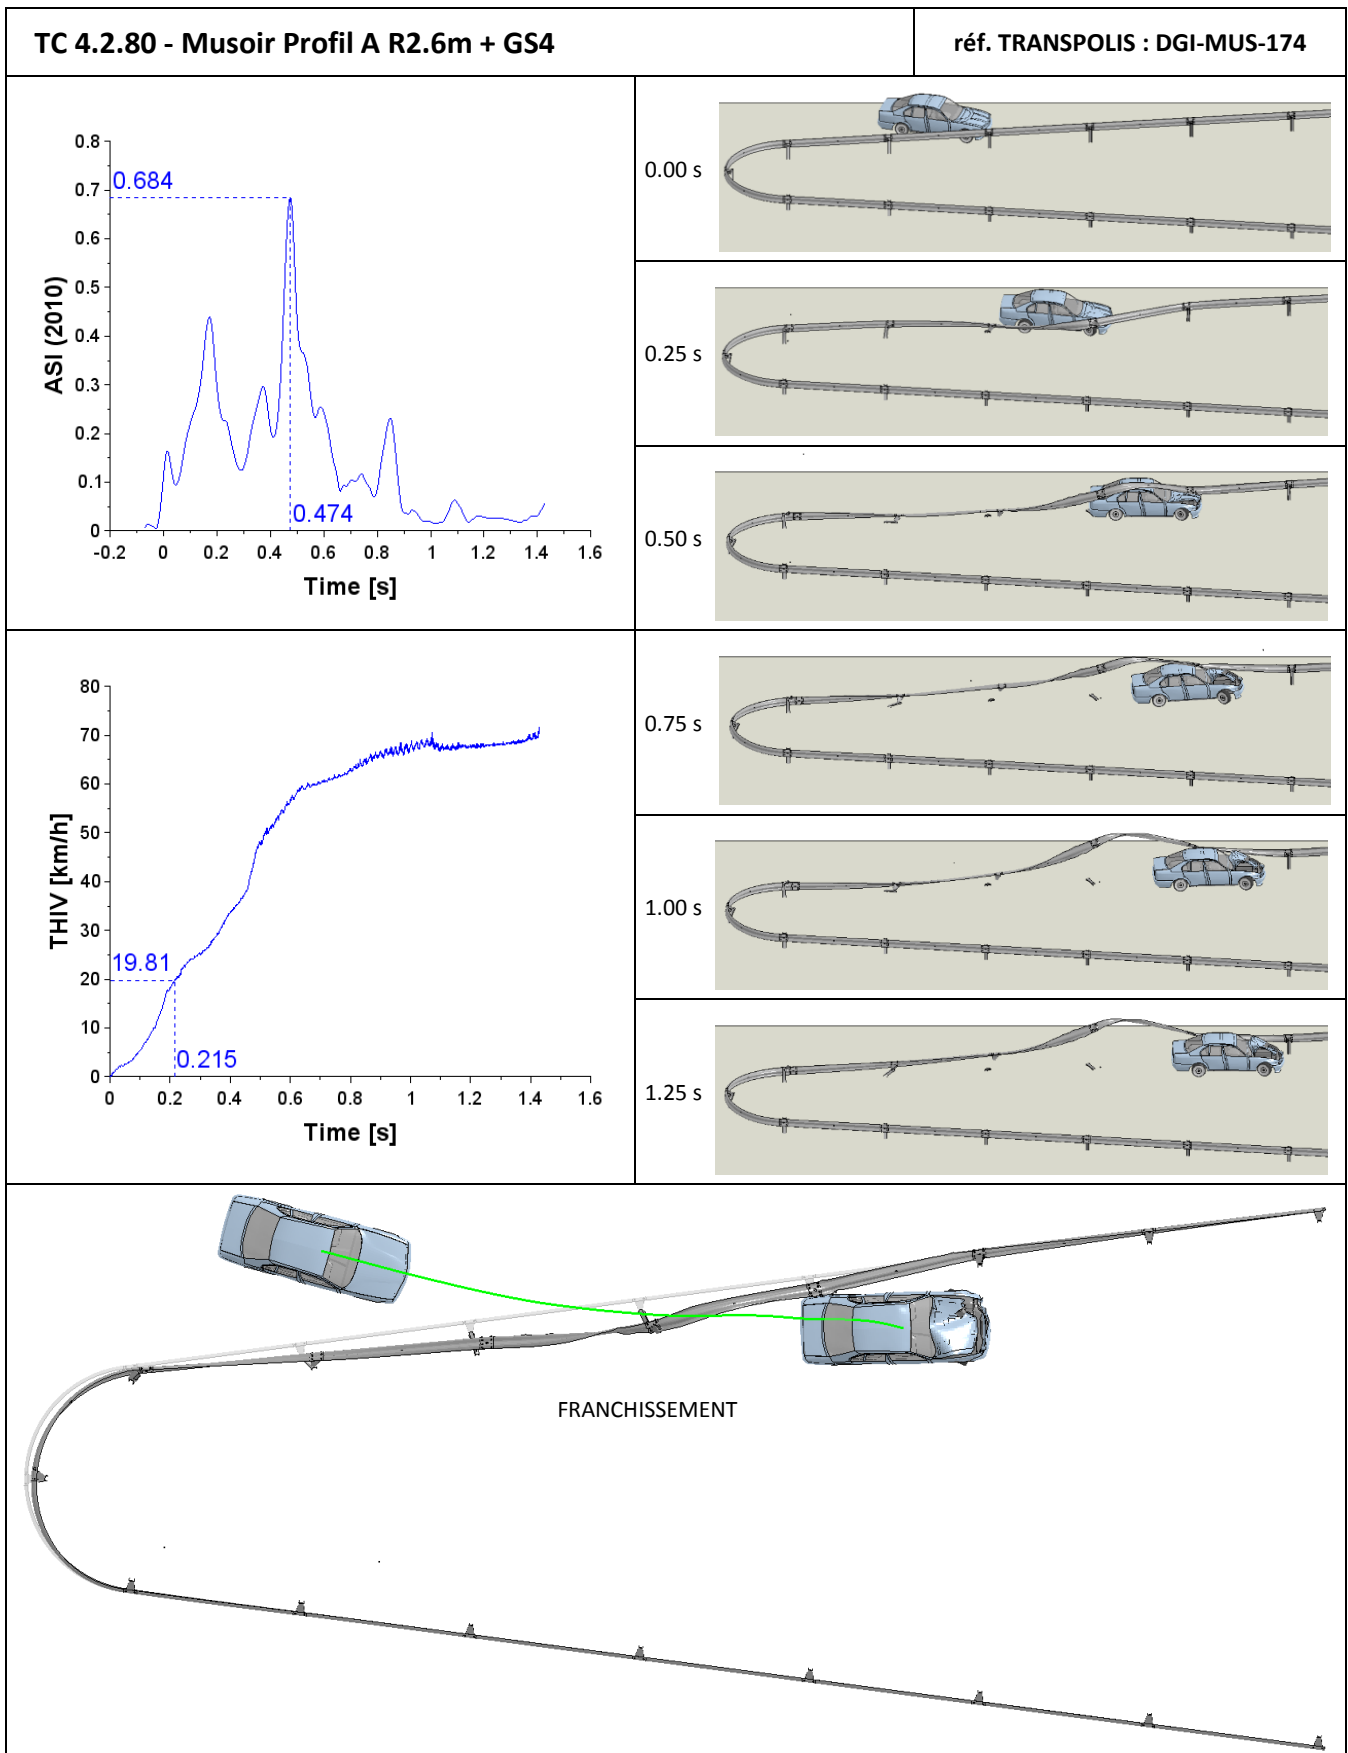 TC 4.2.80 - Musoir Profil A R2.6m + GS4
réf. TRANSPOLIS : DGI-MUS-174
ASI (2010)
0.8
0.7
0.6
0.5
0.4
0.3
0.2
0.1
0
0.684
0.474
-0.2 0 0.2 0.4 0.6 0.8 1 1.2 1.4 1.6
Time [s]
0.00 s
0.25 s
0.50 s
THIV [km/h]
80
70
60
50
40
30
20
10
0
19.81
0.215
0 0.2 0.4 0.6 0.8 1 1.2 1.4 1.6
Time [s]
0.75 s
1.00 s
1.25 s
FRANCHISSEMENT